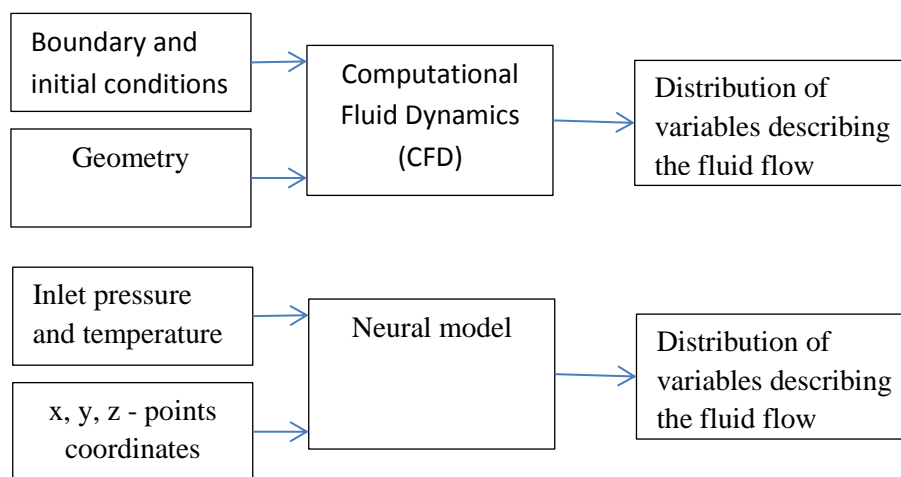 Boundary and
initial conditions
Geometry
Computational
Fluid Dynamics
(CFD)
Distribution of
variables describing
the fluid flow
Inlet pressure
and temperature
x, y, z - points
coordinates
Neural model
Distribution of
variables describing
the fluid flow